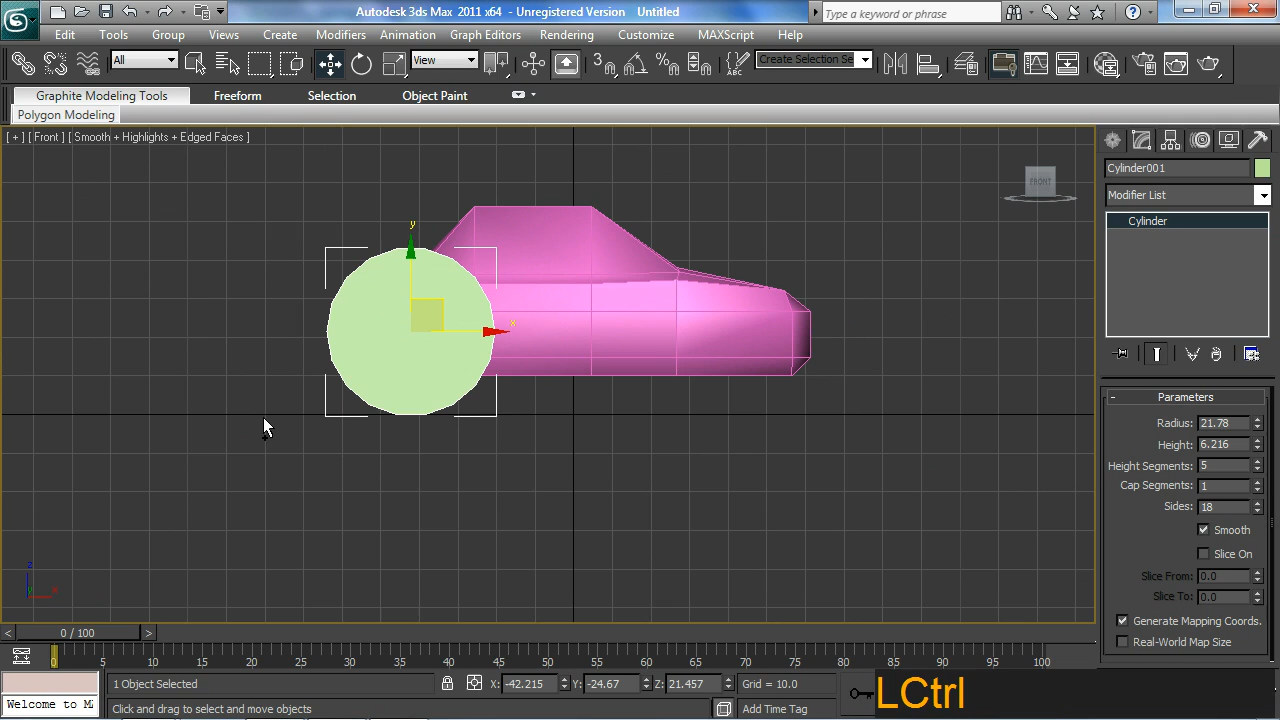 Autodesk 3ds Max 2011 x64 - Unregistered Version Untitled
Type a keyword or phrase
Edit Tools Group Views Create Modifiers Animation Graph Editors Rendering Customize MAXScript Help
All View 3 Create Selection Se
Graphite Modeling Tools Freeform Selection Object Paint
Polygon Modeling
[ + ] [ Front ] [ Smooth + Highlights + Edged Faces ]
FRONT
Cylinder001
Modifier List
Cylinder
y
x
- Parameters
Radius: 21.78
Height: 6.216
Height Segments: 5
Cap Segments: 1
Sides: 18
Smooth
Slice On
Slice From: 0.0
Slice To: 0.0
Generate Mapping Coords.
Real-World Map Size
z
y x
< 0 / 100 >
0 5 10 15 20 25 30 35 40 45 50 55 60 65 70 75 80 85 90 95 100
1 Object Selected X: -42.215 Y: -24.67 Z: 21.457 Grid = 10.0
Welcome to M Click and drag to select and move objects Add Time Tag
LCtrl